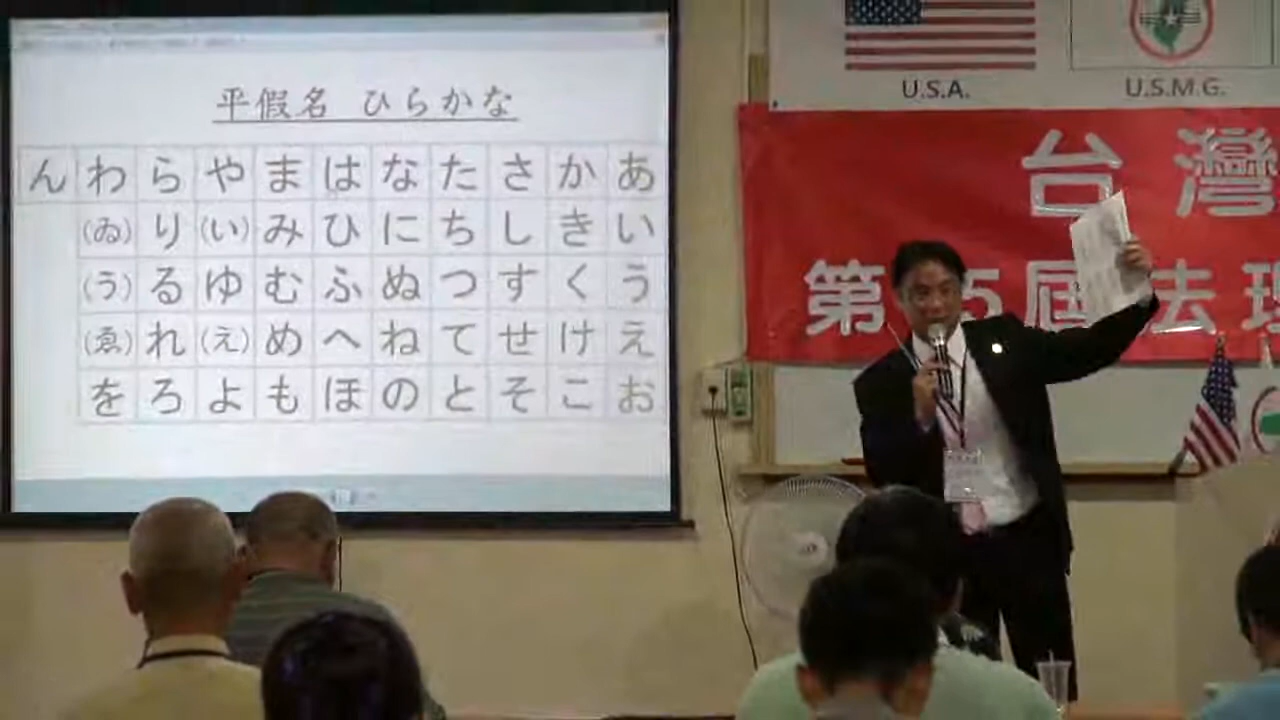 平假名 ひらかな
ん わ ら や ま は な た さ か あ
(ゐ) り (い) み ひ に ち し き い
(う) る ゆ む ふ ぬ つ す く う
(ゑ) れ (え) め へ ね て せ け え
を ろ よ も ほ の と そ こ お
U.S.A.
U.S.M.G.
台灣
第 5屆 法理